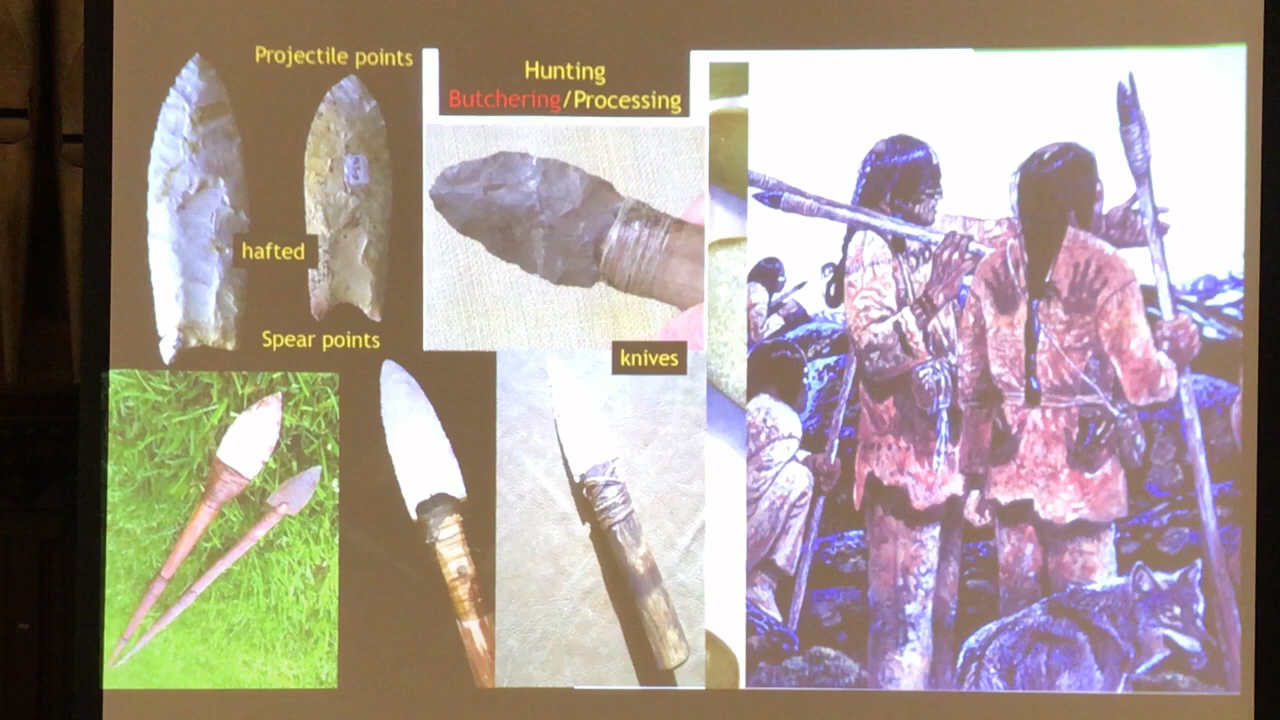 Projectile points
Hunting
Butchering/Processing
hafted
Spear points
knives